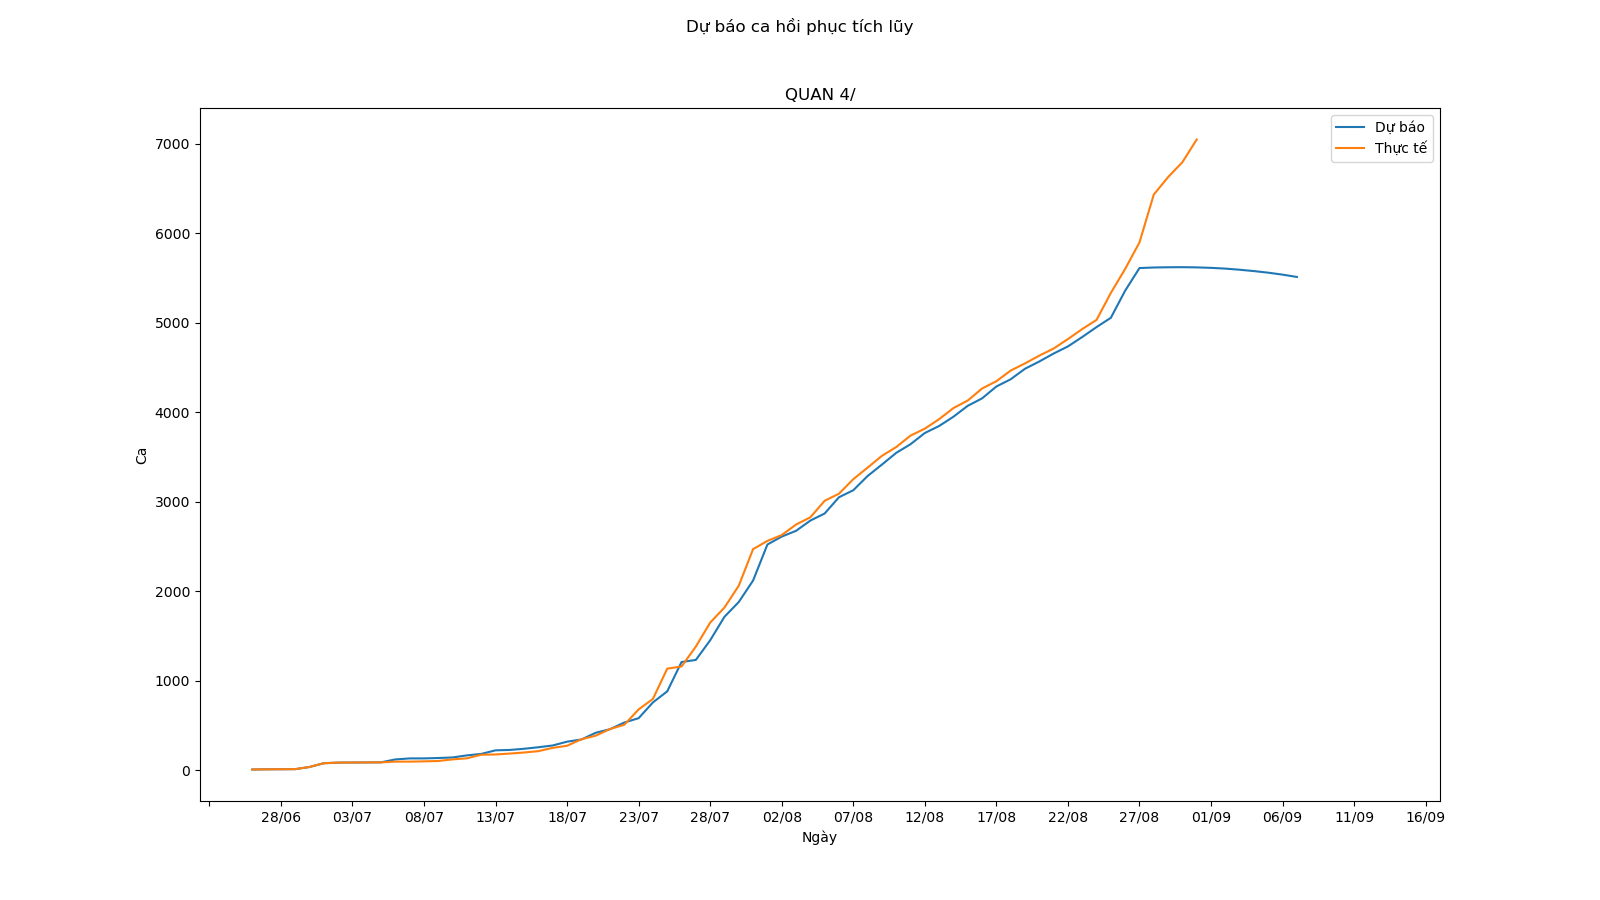 Dự báo ca hồi phục tích lũy
QUAN 4/
Dự báo
Thực tế
7000
6000
5000
4000
3000
2000
1000
0
Ca
28/06 03/07 08/07 13/07 18/07 23/07 28/07 02/08 07/08 12/08 17/08 22/08 27/08 01/09 06/09 11/09 16/09
Ngày